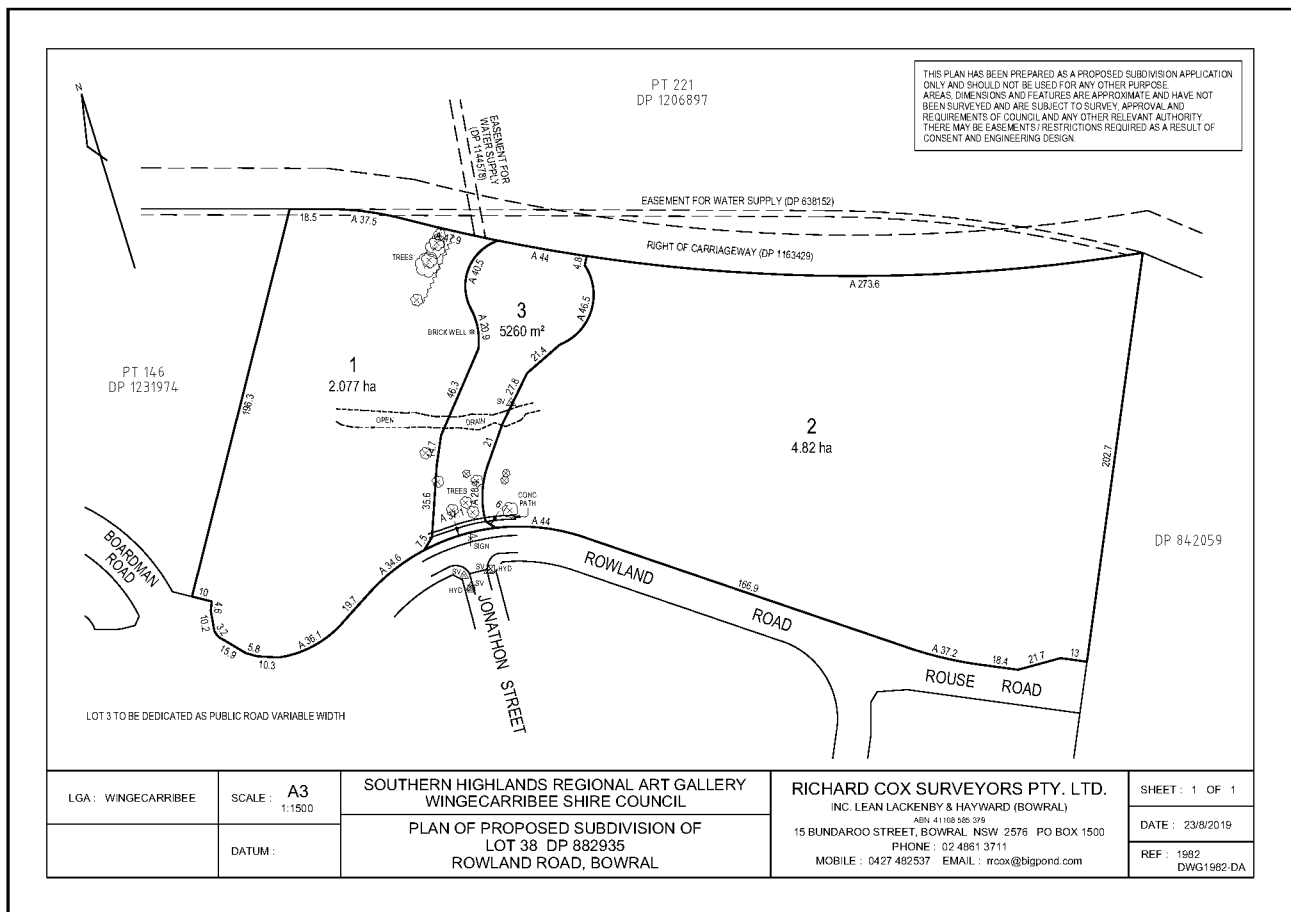 THIS PLAN HAS BEEN PREPARED AS A PROPOSED SUBDIVISION APPLICATION
ONLY AND SHOULD NOT BE USED FOR ANY OTHER PURPOSE.
AREAS, DIMENSIONS AND FEATURES ARE APPROXIMATE AND HAVE NOT
BEEN SURVEYED AND ARE SUBJECT TO SURVEY, APPROVAL AND
REQUIREMENTS OF COUNCIL AND ANY OTHER RELEVANT AUTHORITY.
THERE MAY BE EASEMENTS / RESTRICTIONS REQUIRED AS A RESULT OF
CONSENT AND ENGINEERING DESIGN.
N
PT 221
DP 1206897
EASEMENT FOR
WATER SUPPLY
(DP 1144578)
EASEMENT FOR WATER SUPPLY (DP 638152)
RIGHT OF CARRIAGEWAY (DP 1163429)
18.5
A 37.5
A 47.9
A 44
4.8
A 273.6
TREES
A 40.5
A 46.5
3
5260 m²
BRICK WELL
A 20.9
21.4
1
2.077 ha
PT 146
DP 1231974
196.3
46.3
27.8
SV
OPEN
DRAIN
21
2
4.82 ha
202.7
35.6
TREES
CONC
PATH
7.5
A 44
SIGN
DP 842059
BOARDMAN
ROAD
A 34.6
SV
HYD
SV
SV
HYD
ROWLAND
ROAD
166.9
10
4.6
10.2
3.2
15.9
5.8
10.3
A 36.1
19.7
JONATHON STREET
A 37.2
18.4
21.7
13
ROUSE ROAD
LOT 3 TO BE DEDICATED AS PUBLIC ROAD VARIABLE WIDTH
LGA : WINGECARRIBEE
SCALE : A3
1:1500
DATUM :
SOUTHERN HIGHLANDS REGIONAL ART GALLERY
WINGECARRIBEE SHIRE COUNCIL
PLAN OF PROPOSED SUBDIVISION OF
LOT 38 DP 882935
ROWLAND ROAD, BOWRAL
RICHARD COX SURVEYORS PTY. LTD.
INC. LEAN LACKENBY & HAYWARD (BOWRAL)
ABN 41108 585 379
15 BUNDAROO STREET, BOWRAL NSW 2576 PO BOX 1500
PHONE : 02 4861 3711
MOBILE : 0427 482537 EMAIL : rrcox@bigpond.com
SHEET : 1 OF 1
DATE : 23/8/2019
REF : 1982
DWG1982-DA